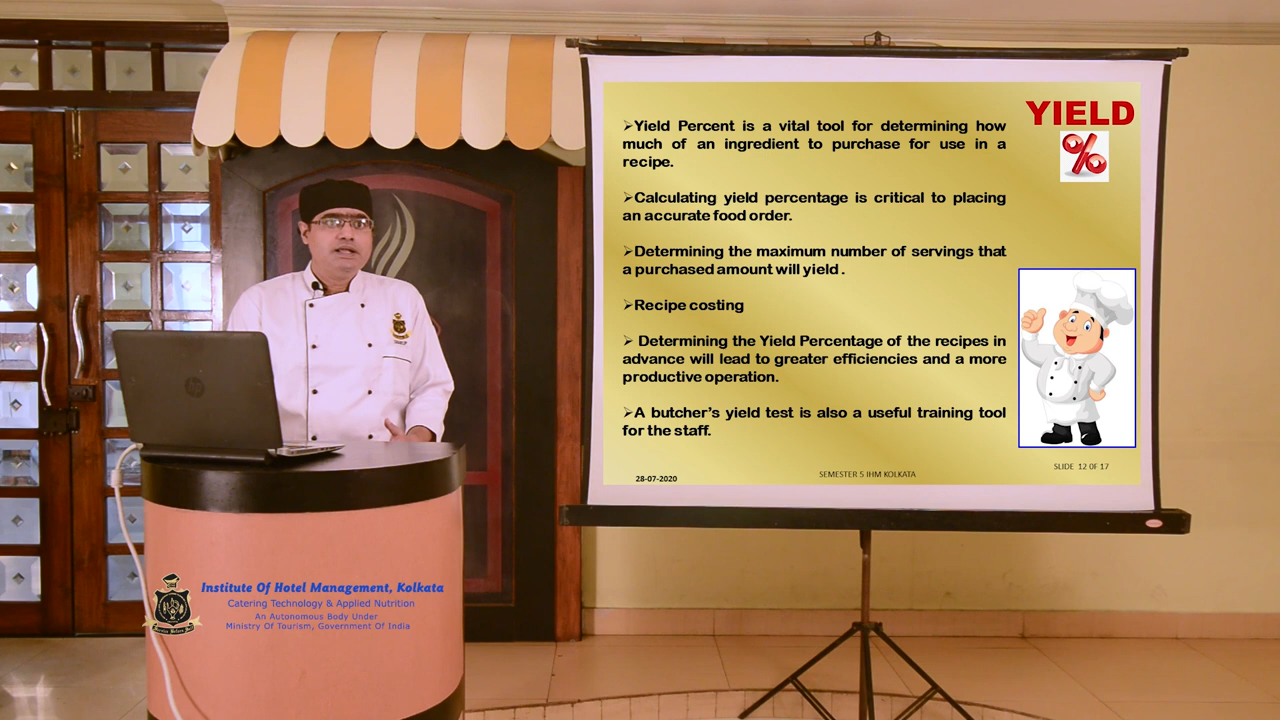 YIELD
%
➢Yield Percent is a vital tool for determining how
much of an ingredient to purchase for use in a
recipe.
➢Calculating yield percentage is critical to placing
an accurate food order.
➢Determining the maximum number of servings that
a purchased amount will yield .
➢Recipe costing
➢ Determining the Yield Percentage of the recipes in
advance will lead to greater efficiencies and a more
productive operation.
➢A butcher’s yield test is also a useful training tool
for the staff.
28-07-2020
SEMESTER 5 IHM KOLKATA
SLIDE 12 0F 17
hp
Institute Of Hotel Management, Kolkata
Catering Technology & Applied Nutrition
An Autonomous Body Under
Ministry Of Tourism, Government Of India